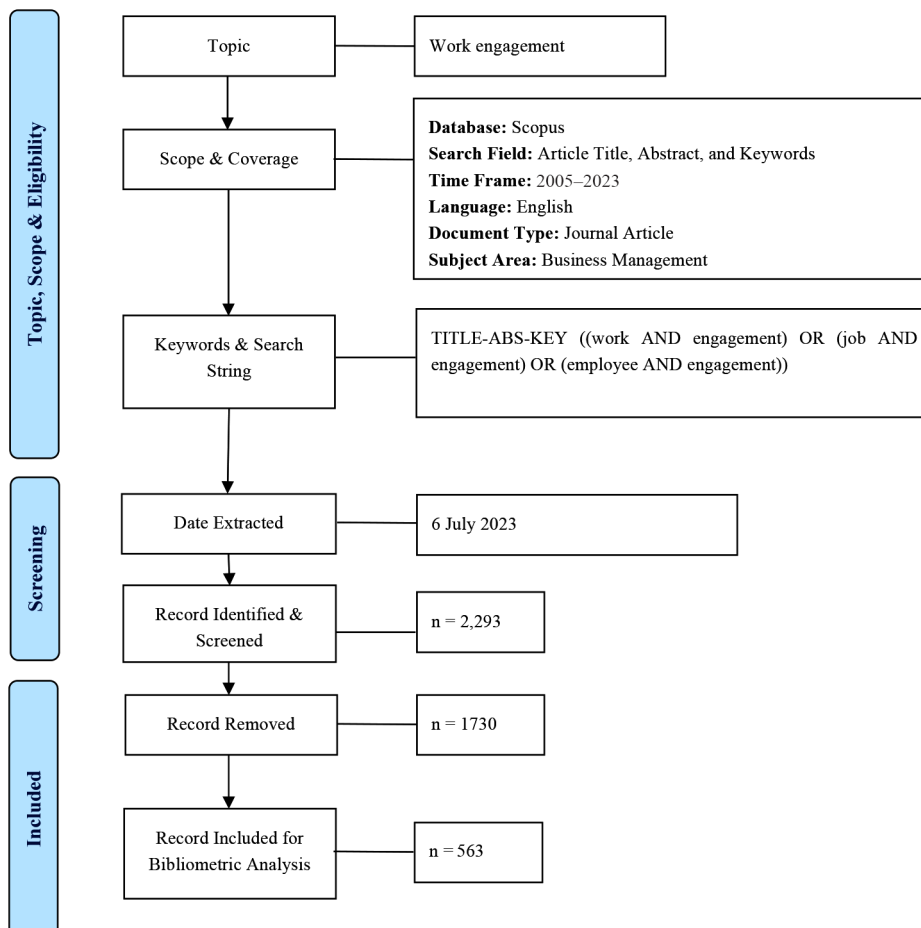 Topic, Scope & Eligibility
Topic
Work engagement
Scope & Coverage
Database: Scopus
Search Field: Article Title, Abstract, and Keywords
Time Frame: 2005–2023
Language: English
Document Type: Journal Article
Subject Area: Business Management
Keywords & Search
String
TITLE-ABS-KEY ((work AND engagement) OR (job AND
engagement) OR (employee AND engagement))
Screening
Date Extracted
6 July 2023
Record Identified &
Screened
n = 2,293
Included
Record Removed
n = 1730
Record Included for
Bibliometric Analysis
n = 563